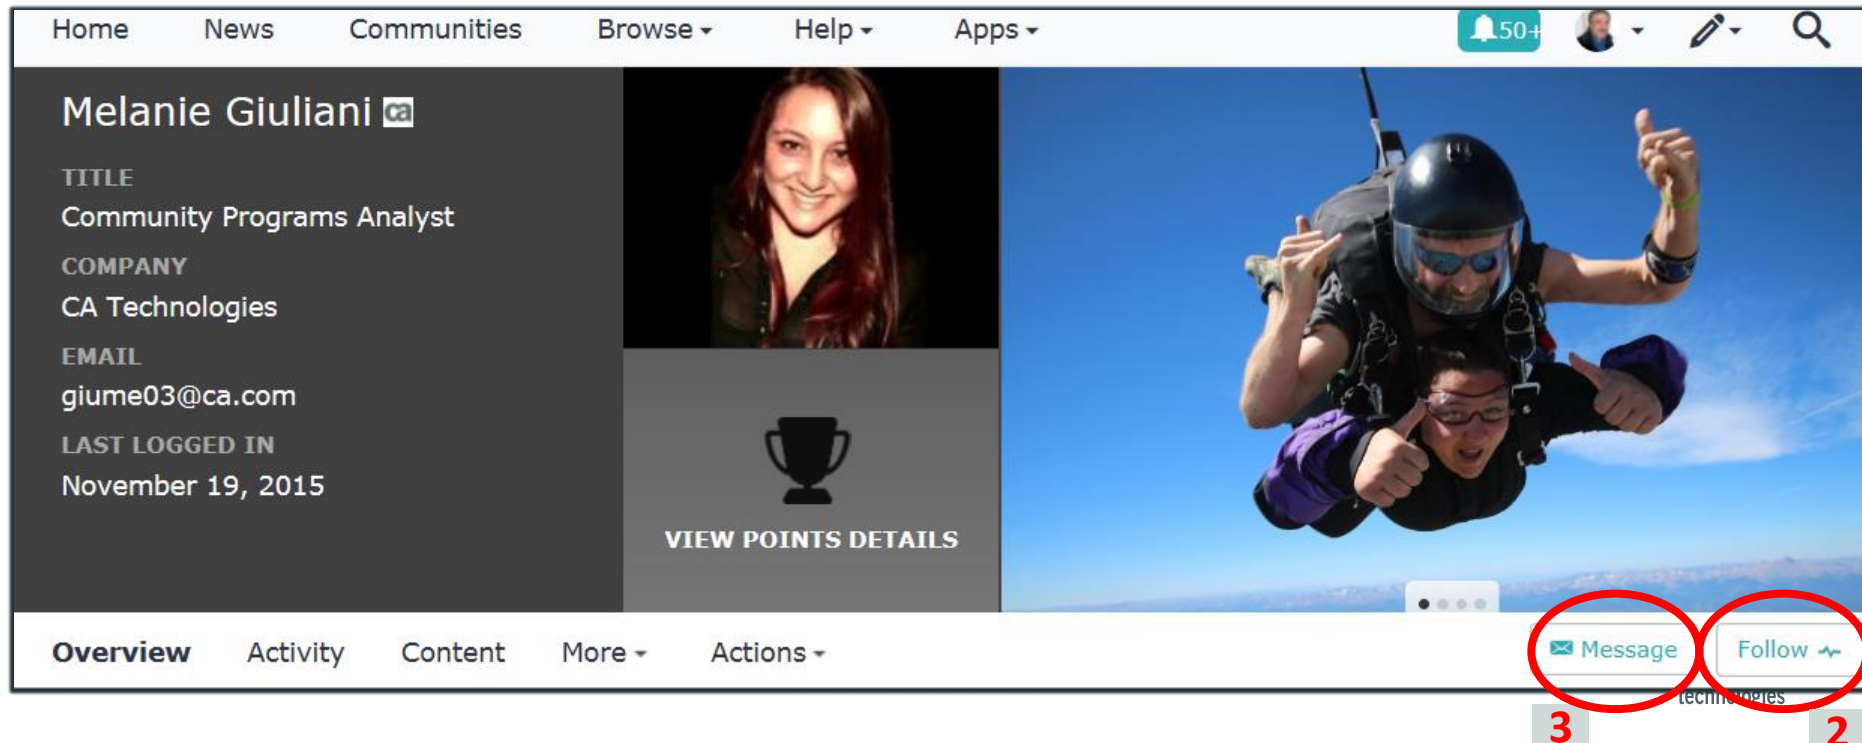 Home News Communities Browse Help Apps 50+
Melanie Giuliani ca
TITLE
Community Programs Analyst
COMPANY
CA Technologies
EMAIL
giume03@ca.com
LAST LOGGED IN
November 19, 2015
VIEW POINTS DETAILS
Overview Activity Content More Actions Message Follow
technologies
3 2